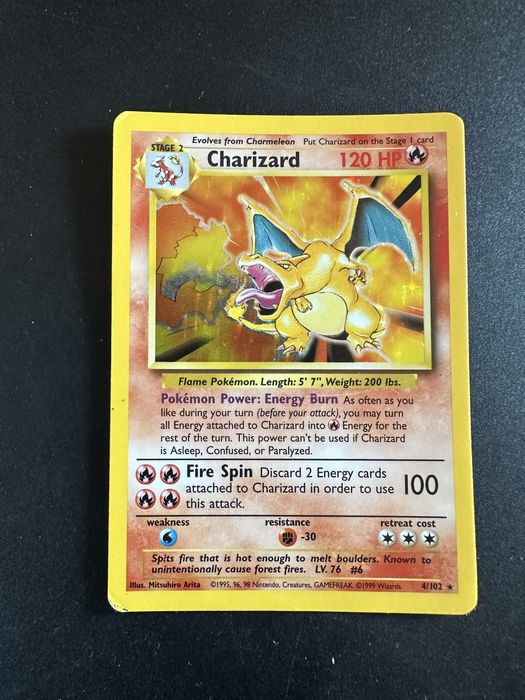 Evolves from Charmeleon Put Charizard on the Stage 1 card
STAGE 2
Charizard 120 HP
Flame Pokémon. Length: 5' 7", Weight: 200 lbs.
Pokémon Power: Energy Burn As often as you
like during your turn (before your attack), you may turn
all Energy attached to Charizard into Energy for the
rest of the turn. This power can't be used if Charizard
is Asleep, Confused, or Paralyzed.
Fire Spin Discard 2 Energy cards
attached to Charizard in order to use 100
this attack.
weakness resistance retreat cost
-30
Spits fire that is hot enough to melt boulders. Known to
unintentionally cause forest fires. LV. 76 #6
Illus. Mitsuhiro Arita ©1995, 96, 98 Nintendo, Creatures, GAMEFREAK. ©1999 Wizards. 4/102 ★